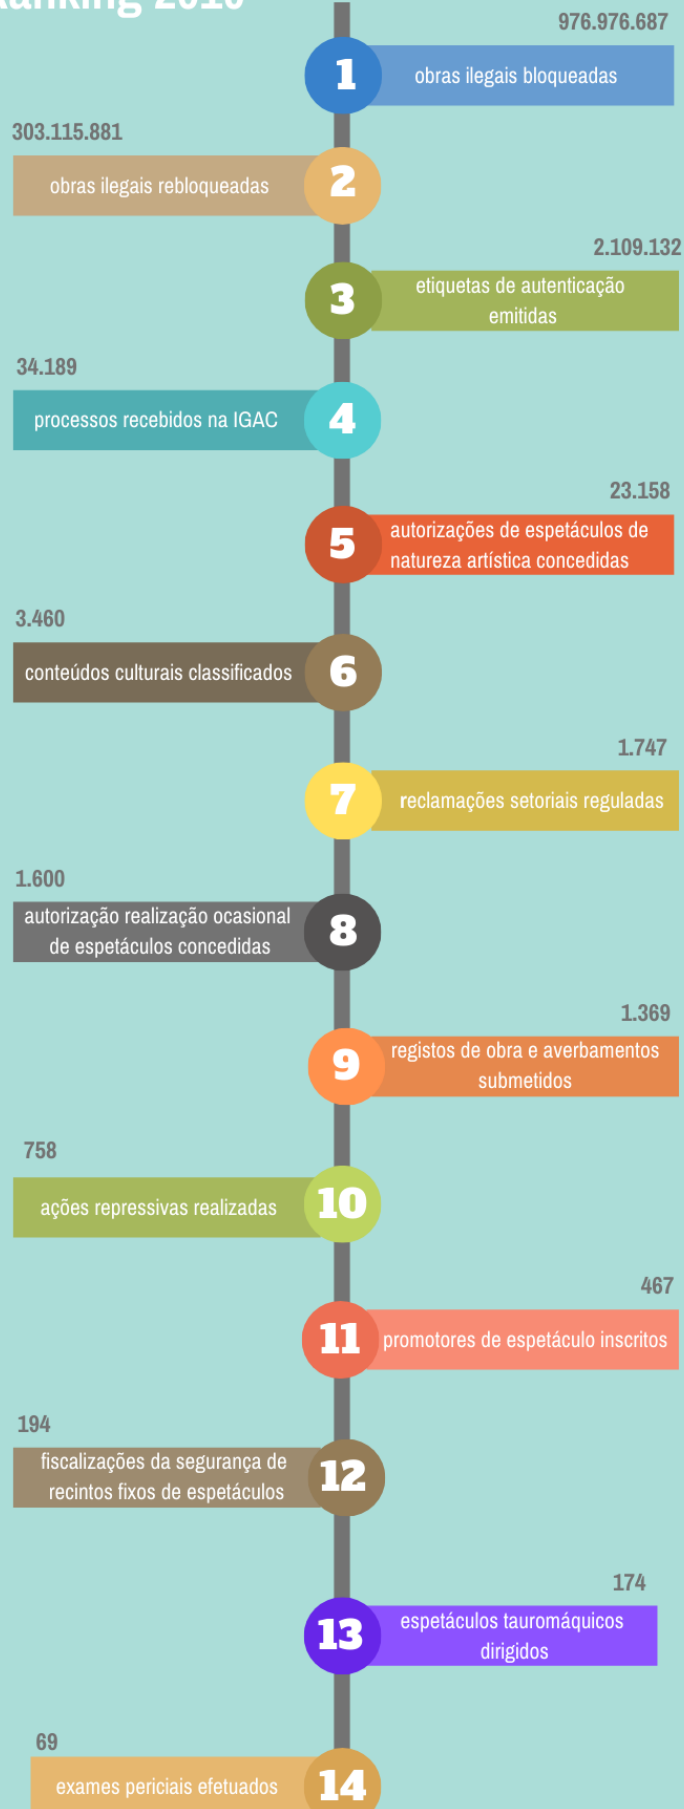 Ranking
976.976.687
1
obras ilegais bloqueadas
303.115.881
obras ilegais rebloqueadas
2
2.109.132
3
etiquetas de autenticação
emitidas
34.189
processos recebidos na IGAC
4
23.158
5
autorizações de espetáculos de
natureza artística concedidas
3.460
conteúdos culturais classificados
6
1.747
7
reclamações setoriais reguladas
1.600
autorização realização ocasional
de espetáculos concedidas
8
1.369
9
registos de obra e averbamentos
submetidos
758
ações repressivas realizadas
10
467
11
promotores de espetáculo inscritos
194
fiscalizações da segurança de
recintos fixos de espetáculos
12
174
13
espetáculos tauromáquicos
dirigidos
69
exames periciais efetuados
14